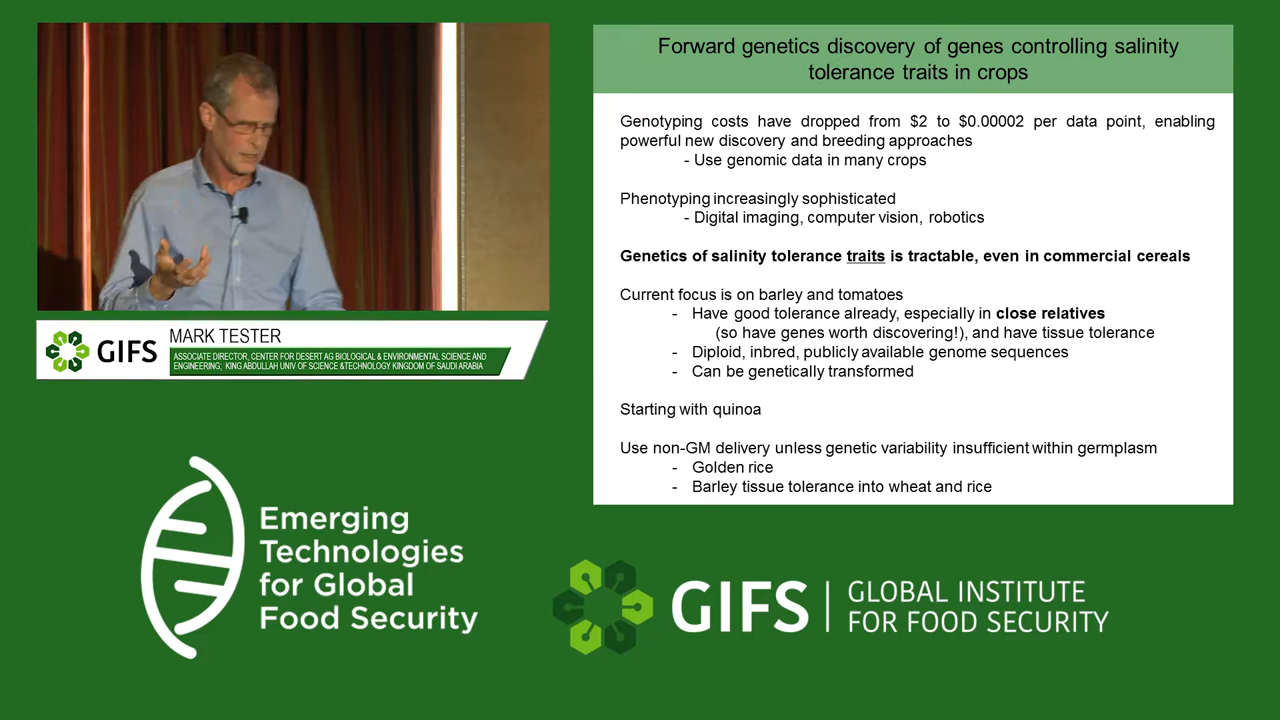 Forward genetics discovery of genes controlling salinity
tolerance traits in crops
Genotyping costs have dropped from $2 to $0.00002 per data point, enabling
powerful new discovery and breeding approaches
- Use genomic data in many crops
Phenotyping increasingly sophisticated
- Digital imaging, computer vision, robotics
Genetics of salinity tolerance traits is tractable, even in commercial cereals
Current focus is on barley and tomatoes
- Have good tolerance already, especially in close relatives
(so have genes worth discovering!), and have tissue tolerance
- Diploid, inbred, publicly available genome sequences
- Can be genetically transformed
Starting with quinoa
Use non-GM delivery unless genetic variability insufficient within germplasm
- Golden rice
- Barley tissue tolerance into wheat and rice
GIFS
MARK TESTER
ASSOCIATE DIRECTOR, CENTER FOR DESERT AG BIOLOGICAL & ENVIRONMENTAL SCIENCE AND
ENGINEERING; KING ABDULLAH UNIV OF SCIENCE &TECHNOLOGY KINGDOM OF SAUDI ARABIA
Emerging
Technologies
for Global
Food Security
GIFS
GLOBAL INSTITUTE
FOR FOOD SECURITY